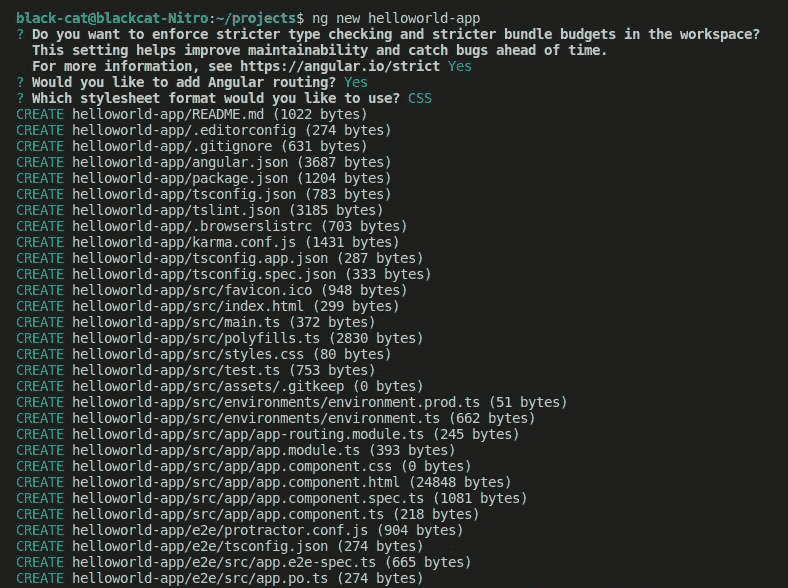 black-cat@blackcat-Nitro:~/projects$ ng new helloworld-app
? Do you want to enforce stricter type checking and stricter bundle budgets in the workspace?
This setting helps improve maintainability and catch bugs ahead of time.
For more information, see https://angular.io/strict Yes
? Would you like to add Angular routing? Yes
? Which stylesheet format would you like to use? CSS
CREATE helloworld-app/README.md (1022 bytes)
CREATE helloworld-app/.editorconfig (274 bytes)
CREATE helloworld-app/.gitignore (631 bytes)
CREATE helloworld-app/angular.json (3687 bytes)
CREATE helloworld-app/package.json (1204 bytes)
CREATE helloworld-app/tsconfig.json (783 bytes)
CREATE helloworld-app/tslint.json (3185 bytes)
CREATE helloworld-app/.browserslistrc (703 bytes)
CREATE helloworld-app/karma.conf.js (1431 bytes)
CREATE helloworld-app/tsconfig.app.json (287 bytes)
CREATE helloworld-app/tsconfig.spec.json (333 bytes)
CREATE helloworld-app/src/favicon.ico (948 bytes)
CREATE helloworld-app/src/index.html (299 bytes)
CREATE helloworld-app/src/main.ts (372 bytes)
CREATE helloworld-app/src/polyfills.ts (2830 bytes)
CREATE helloworld-app/src/styles.css (80 bytes)
CREATE helloworld-app/src/test.ts (753 bytes)
CREATE helloworld-app/src/assets/.gitkeep (0 bytes)
CREATE helloworld-app/src/environments/environment.prod.ts (51 bytes)
CREATE helloworld-app/src/environments/environment.ts (662 bytes)
CREATE helloworld-app/src/app/app-routing.module.ts (245 bytes)
CREATE helloworld-app/src/app/app.module.ts (393 bytes)
CREATE helloworld-app/src/app/app.component.css (0 bytes)
CREATE helloworld-app/src/app/app.component.html (24848 bytes)
CREATE helloworld-app/src/app/app.component.spec.ts (1081 bytes)
CREATE helloworld-app/src/app/app.component.ts (218 bytes)
CREATE helloworld-app/e2e/protractor.conf.js (904 bytes)
CREATE helloworld-app/e2e/tsconfig.json (274 bytes)
CREATE helloworld-app/e2e/src/app.e2e-spec.ts (665 bytes)
CREATE helloworld-app/e2e/src/app.po.ts (274 bytes)